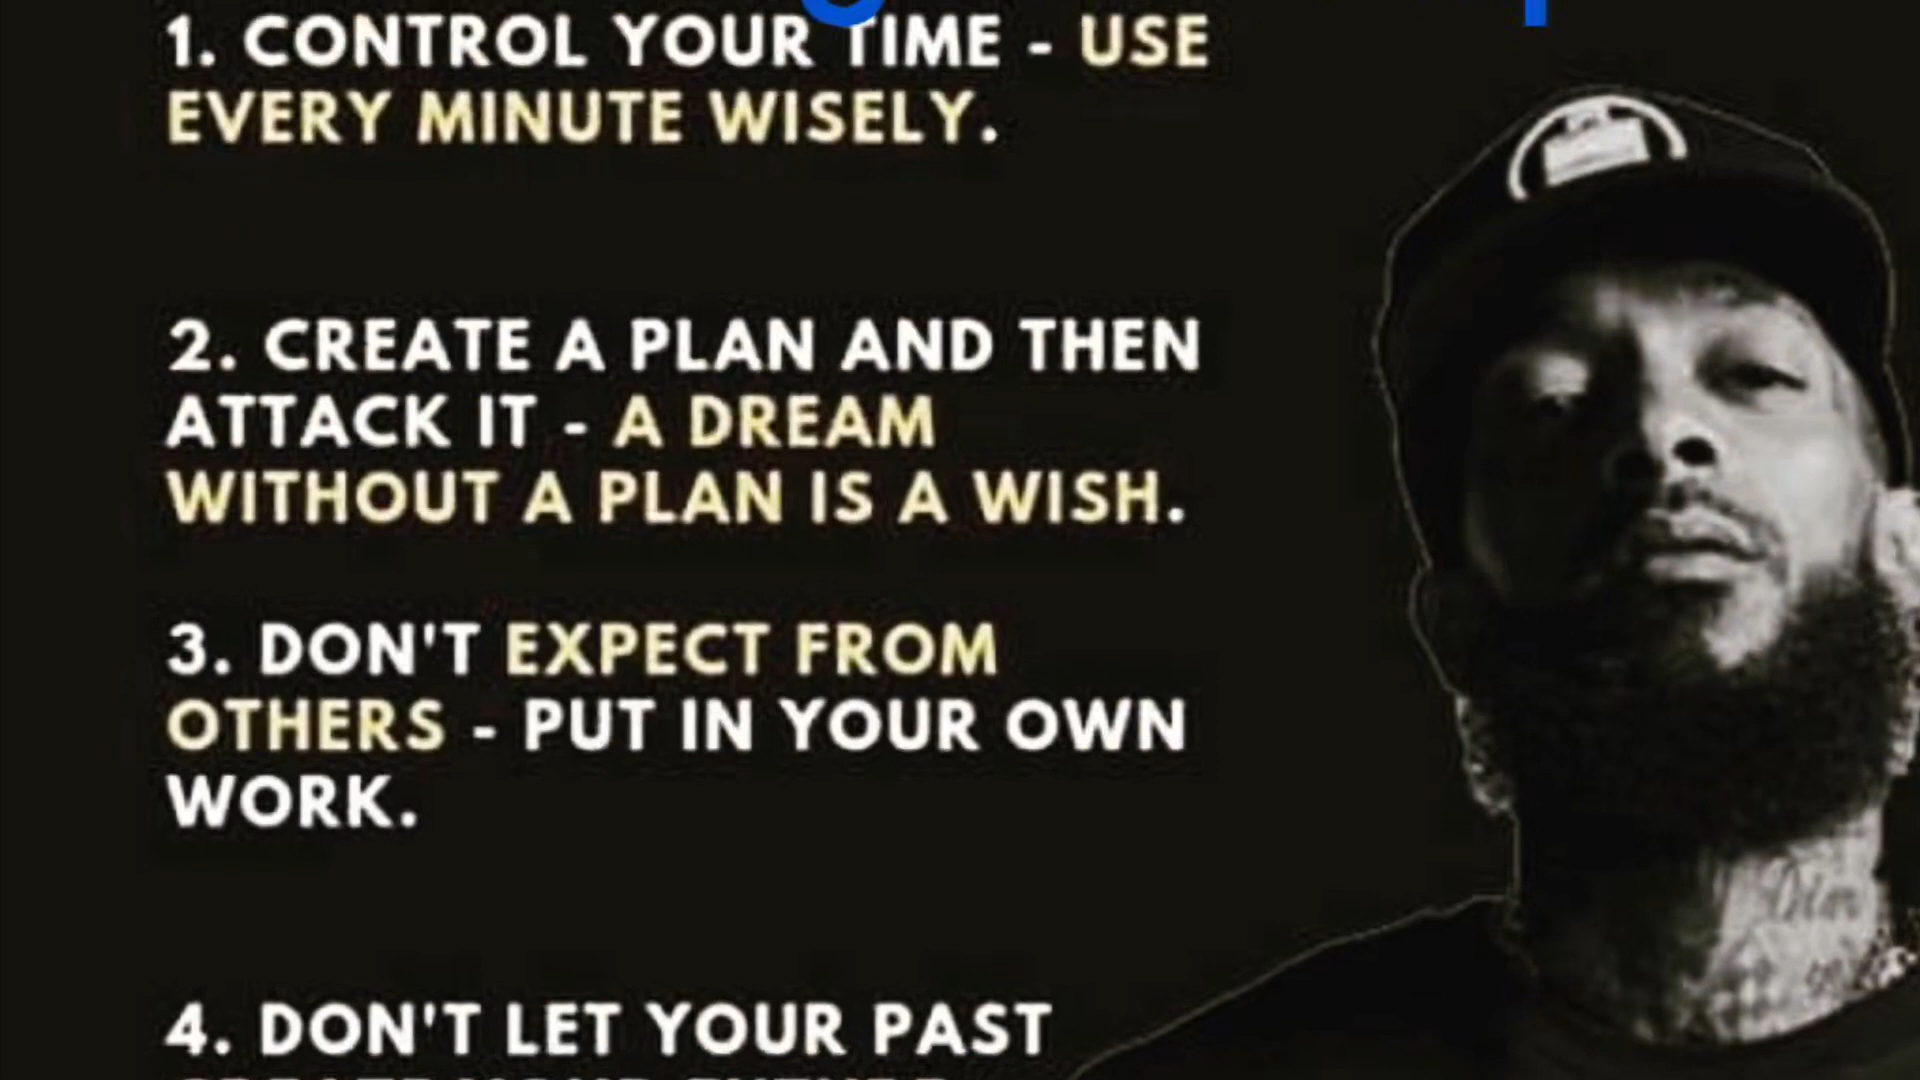 1. CONTROL YOUR TIME - USE
EVERY MINUTE WISELY.
2. CREATE A PLAN AND THEN
ATTACK IT - A DREAM
WITHOUT A PLAN IS A WISH.
3. DON'T EXPECT FROM
OTHERS - PUT IN YOUR OWN
WORK.
4. DON'T LET YOUR PAST